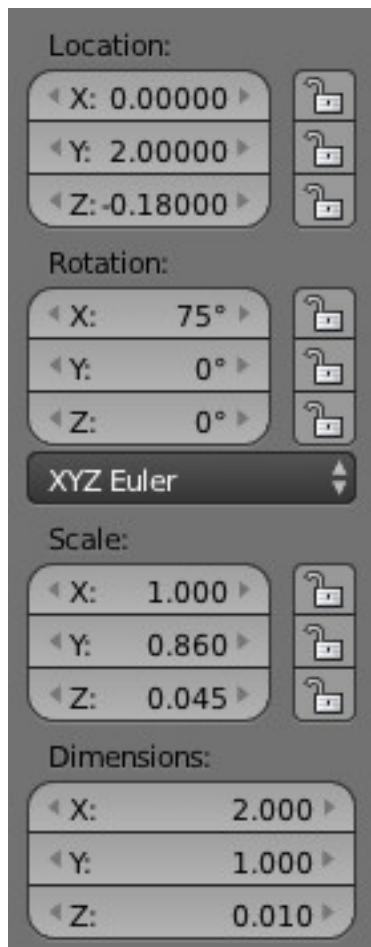 Location:
X: 0.00000
Y: 2.00000
Z: -0.18000
Rotation:
X: 75°
Y: 0°
Z: 0°
XYZ Euler
Scale:
X: 1.000
Y: 0.860
Z: 0.045
Dimensions:
X: 2.000
Y: 1.000
Z: 0.010